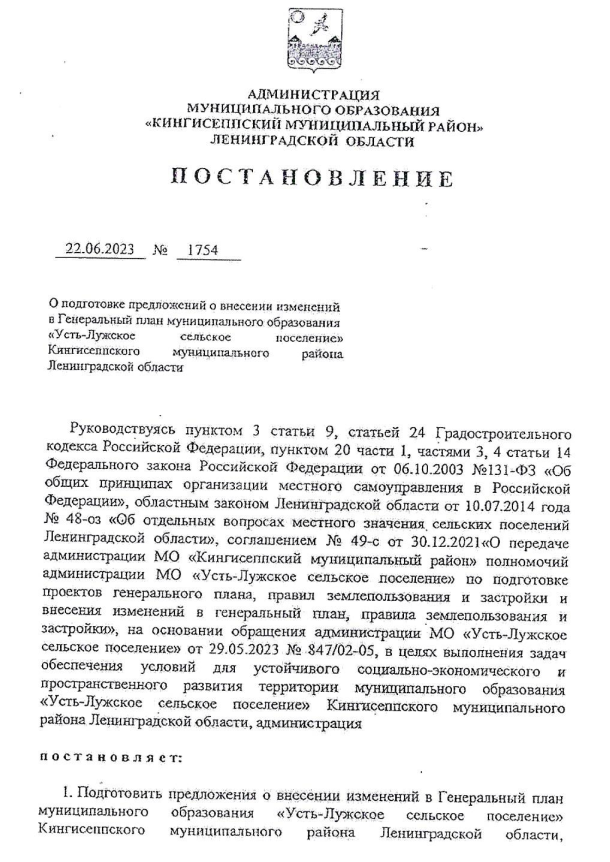 АДМИНИСТРАЦИЯ
МУНИЦИПАЛЬНОГО ОБРАЗОВАНИЯ
«КИНГИСЕППСКИЙ МУНИЦИПАЛЬНЫЙ РАЙОН»
ЛЕНИНГРАДСКОЙ ОБЛАСТИ
ПОСТАНОВЛЕНИЕ
22.06.2023 № 1754
О подготовке предложений о внесении изменений
в Генеральный план муниципального образования
«Усть-Лужское сельское поселение»
Кингисеппского муниципального района
Ленинградской области
Руководствуясь пунктом 3 статьи 9, статьей 24 Градостроительного
кодекса Российской Федерации, пунктом 20 части 1, частями 3, 4 статьи 14
Федерального закона Российской Федерации от 06.10.2003 №131-ФЗ «Об
общих принципах организации местного самоуправления в Российской
Федерации», областным законом Ленинградской области от 10.07.2014 года
№ 48-оз «Об отдельных вопросах местного значения сельских поселений
Ленинградской области», соглашением № 49-с от 30.12.2021«О передаче
администрации МО «Кингисеппский муниципальный район» полномочий
администрации МО «Усть-Лужское сельское поселение» по подготовке
проектов генерального плана, правил землепользования и застройки и
внесения изменений в генеральный план, правила землепользования и
застройки», на основании обращения администрации МО «Усть-Лужское
сельское поселение» от 29.05.2023 № 847/02-05, в целях выполнения задач
обеспечения условий для устойчивого социально-экономического и
пространственного развития территории муниципального образования
«Усть-Лужское сельское поселение» Кингисеппского муниципального
района Ленинградской области, администрация
постановляет:
1. Подготовить предложения о внесении изменений в Генеральный план
муниципального образования «Усть-Лужское сельское поселение»
Кингисеппского муниципального района Ленинградской области,